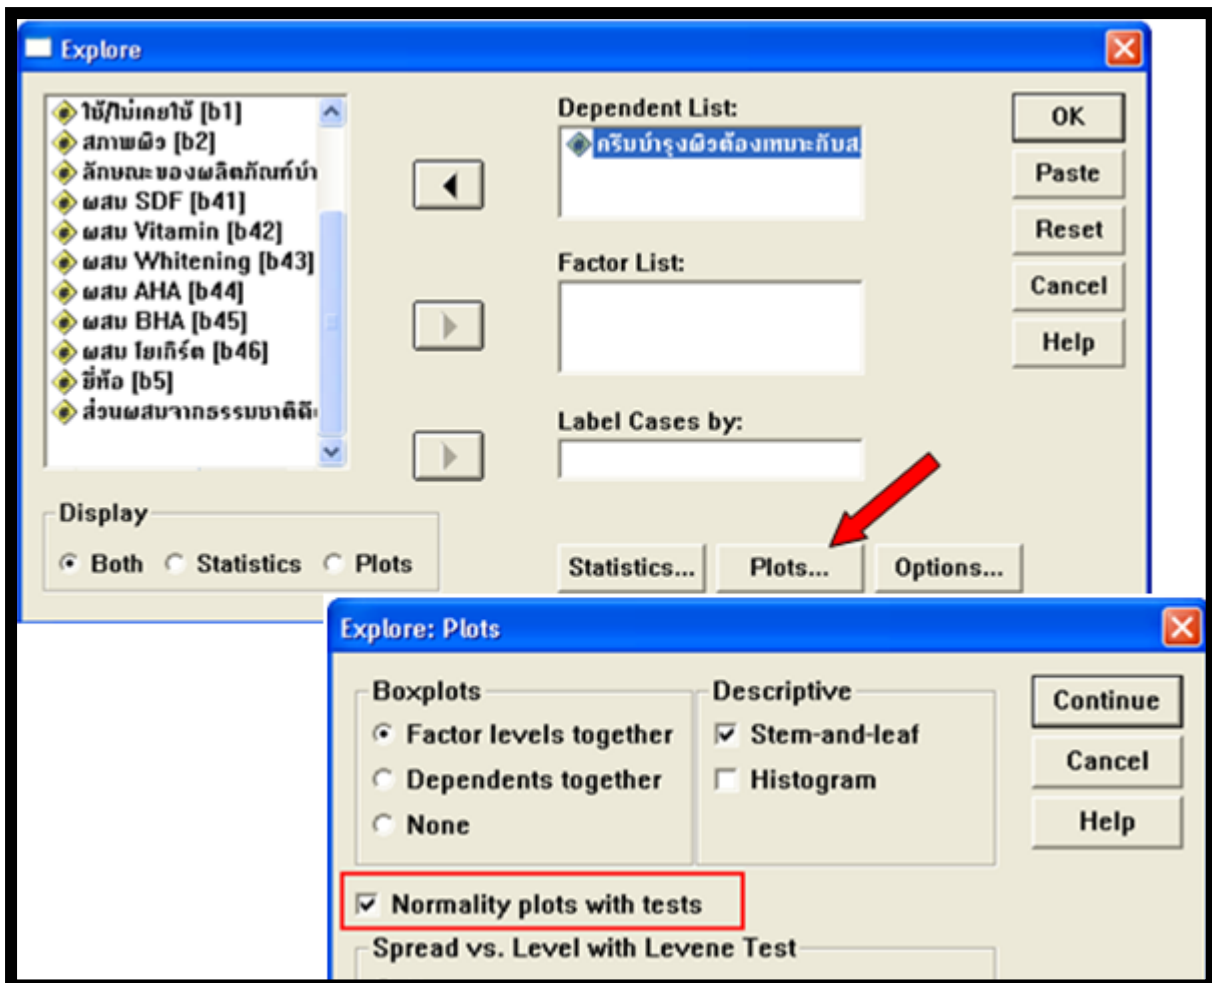 Explore
ใช้/ไม่เคยใช้ [b1]
สภาพผิว [b2]
ลักษณะของผลิตภัณฑ์บำ
ผสม SDF [b41]
ผสม Vitamin [b42]
ผสม Whitening [b43]
ผสม AHA [b44]
ผสม BHA [b45]
ผสม โยเกิร์ต [b46]
ยี่ห้อ [b5]
ส่วนผสมจากธรรมชาติดี
Dependent List:
ครีมบำรุงผิวต้องเหมาะกับส
Factor List:
Label Cases by:
OK
Paste
Reset
Cancel
Help
Display
Both Statistics Plots
Statistics... Plots... Options...
Explore: Plots
Boxplots
Factor levels together
Dependents together
None
Descriptive
Stem-and-leaf
Histogram
Continue
Cancel
Help
Normality plots with tests
Spread vs. Level with Levene Test